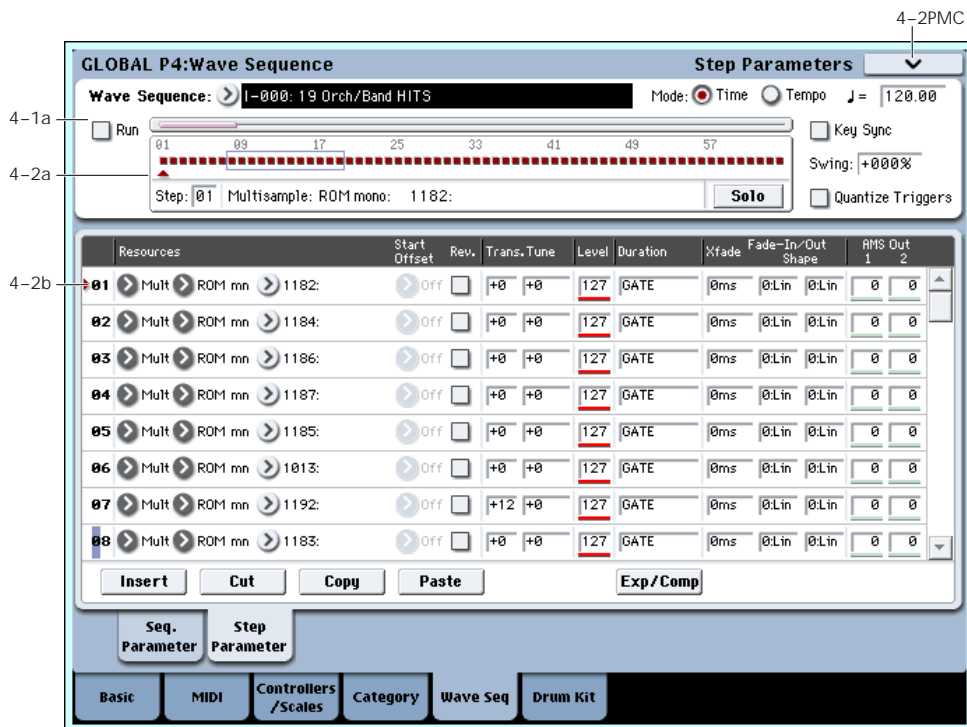 4–2PMC
GLOBAL P4:Wave Sequence Step Parameters
Wave Sequence: I-000: 19 Orch/Band HITS Mode: Time Tempo ♩= 120.00
4–1a
Run Key Sync
01 09 17 25 33 41 49 57
4–2a
Swing: +000%
Step: 01 Multisample: ROM mono: 1182: Solo Quantize Triggers
Resources Start Offset Rev. Trans. Tune Level Duration Xfade Fade-In/Out Shape AMS Out 1 2
4–2b
01 Mult ROM mn 1182: Off +0 +0 127 GATE 0ms 0:Lin 0:Lin 0 0
02 Mult ROM mn 1184: Off +0 +0 127 GATE 0ms 0:Lin 0:Lin 0 0
03 Mult ROM mn 1186: Off +0 +0 127 GATE 0ms 0:Lin 0:Lin 0 0
04 Mult ROM mn 1187: Off +0 +0 127 GATE 0ms 0:Lin 0:Lin 0 0
05 Mult ROM mn 1185: Off +0 +0 127 GATE 0ms 0:Lin 0:Lin 0 0
06 Mult ROM mn 1013: Off +0 +0 127 GATE 0ms 0:Lin 0:Lin 0 0
07 Mult ROM mn 1192: Off +12 +0 127 GATE 0ms 0:Lin 0:Lin 0 0
08 Mult ROM mn 1183: Off +0 +0 127 GATE 0ms 0:Lin 0:Lin 0 0
Insert Cut Copy Paste Exp/Comp
Seq. Parameter Step Parameter
Basic MIDI Controllers /Scales Category Wave Seq Drum Kit